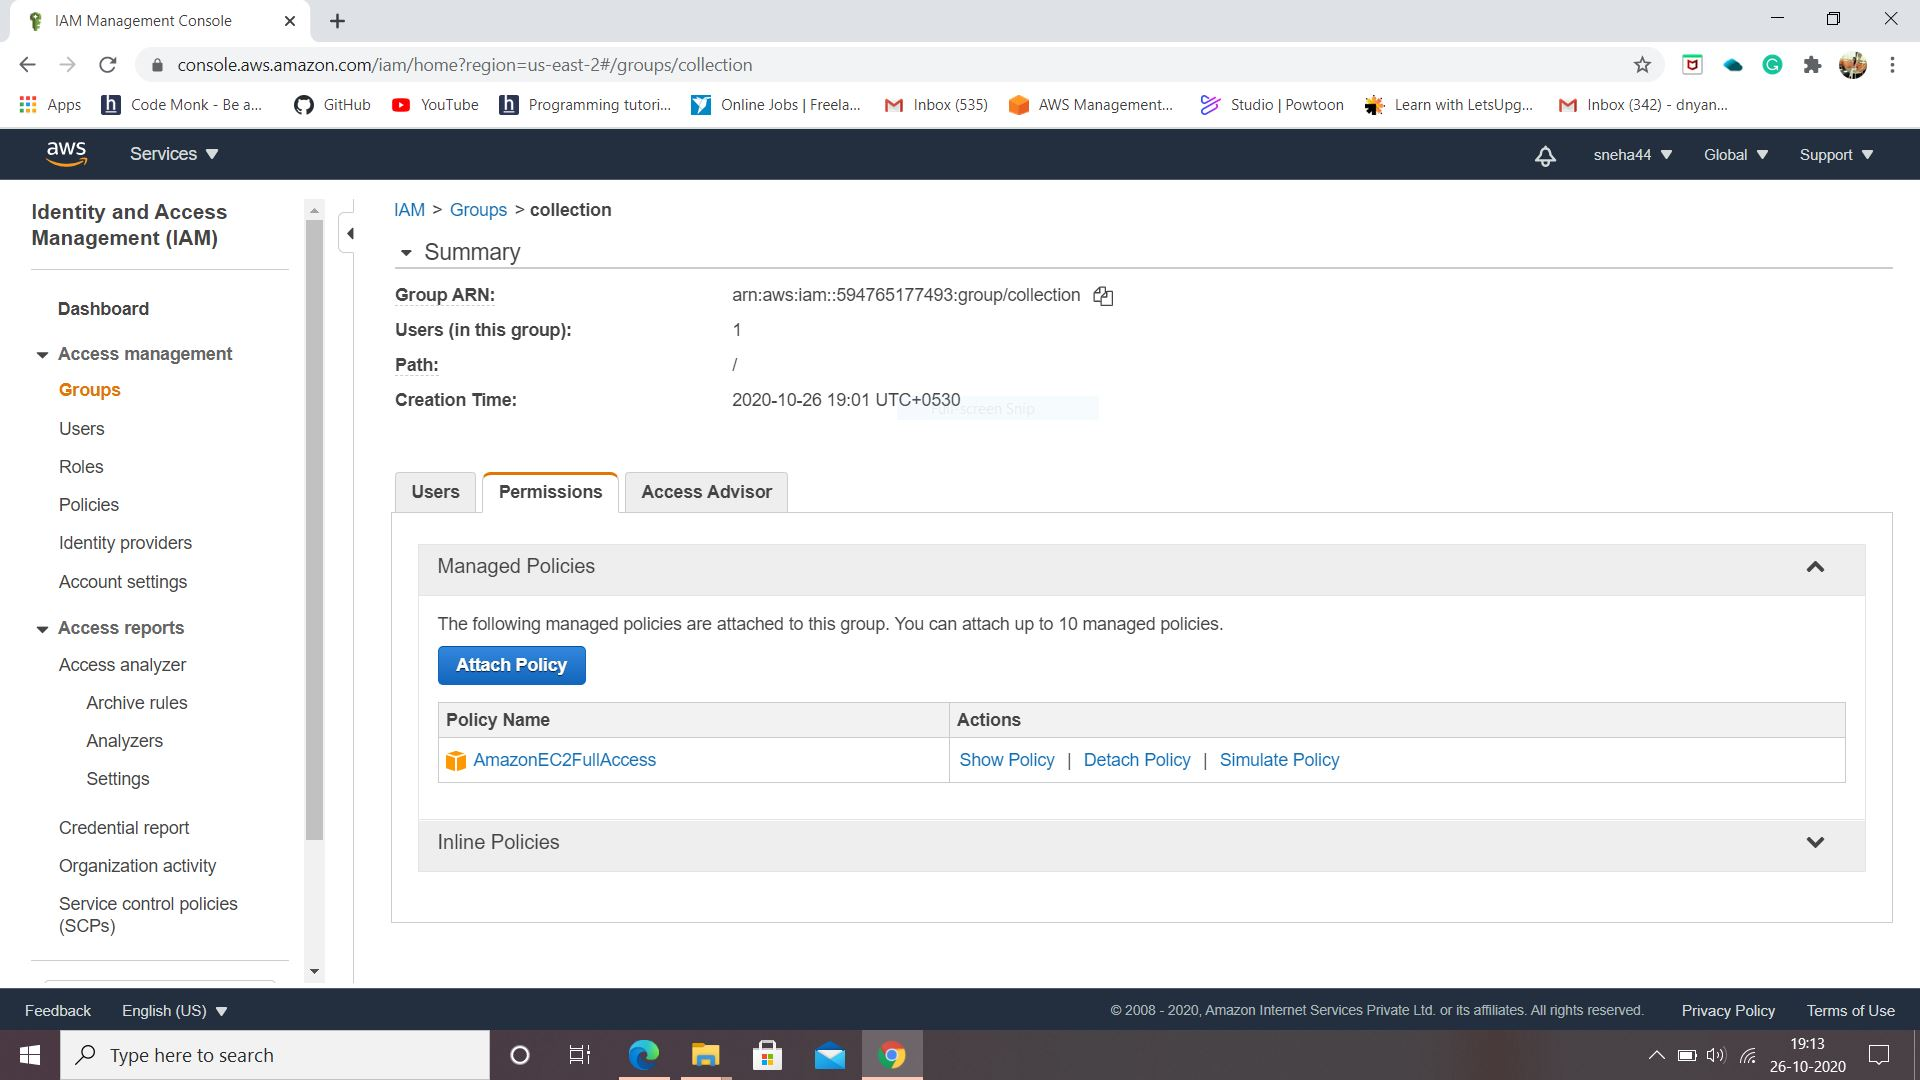 IAM Management Console
console.aws.amazon.com/iam/home?region=us-east-2#/groups/collection
Apps
Code Monk - Be a...
GitHub
YouTube
Programming tutori...
Online Jobs | Freela...
Inbox (535)
AWS Management...
Studio | Powtoon
Learn with LetsUpg...
Inbox (342) - dnyan...
aws
Services
sneha44
Global
Support
Identity and Access
Management (IAM)
Dashboard
Access management
Groups
Users
Roles
Policies
Identity providers
Account settings
Access reports
Access analyzer
Archive rules
Analyzers
Settings
Credential report
Organization activity
Service control policies
(SCPs)
IAM > Groups > collection
Summary
Group ARN: arn:aws:iam::594765177493:group/collection
Users (in this group): 1
Path: /
Creation Time: 2020-10-26 19:01 UTC+0530
Full-screen Snip
Users
Permissions
Access Advisor
Managed Policies
The following managed policies are attached to this group. You can attach up to 10 managed policies.
Attach Policy
Policy Name Actions
AmazonEC2FullAccess Show Policy | Detach Policy | Simulate Policy
Inline Policies
Feedback
English (US)
© 2008 - 2020, Amazon Internet Services Private Ltd. or its affiliates. All rights reserved.
Privacy Policy
Terms of Use
Type here to search
19:13
26-10-2020